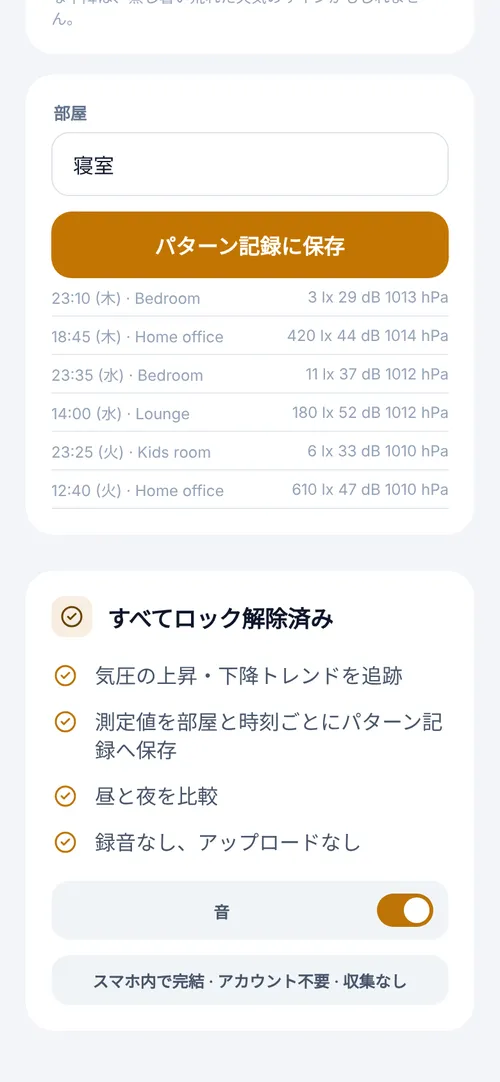 ん。
部屋
寝室
パターン記録に保存
23:10 (木) · Bedroom 3 lx 29 dB 1013 hPa
18:45 (木) · Home office 420 lx 44 dB 1014 hPa
23:35 (水) · Bedroom 11 lx 37 dB 1012 hPa
14:00 (水) · Lounge 180 lx 52 dB 1012 hPa
23:25 (火) · Kids room 6 lx 33 dB 1010 hPa
12:40 (火) · Home office 610 lx 47 dB 1010 hPa
すべてロック解除済み
気圧の上昇・下降トレンドを追跡
測定値を部屋と時刻ごとにパターン記
録へ保存
昼と夜を比較
録音なし、アップロードなし
音
スマホ内で完結 · アカウント不要 · 収集なし